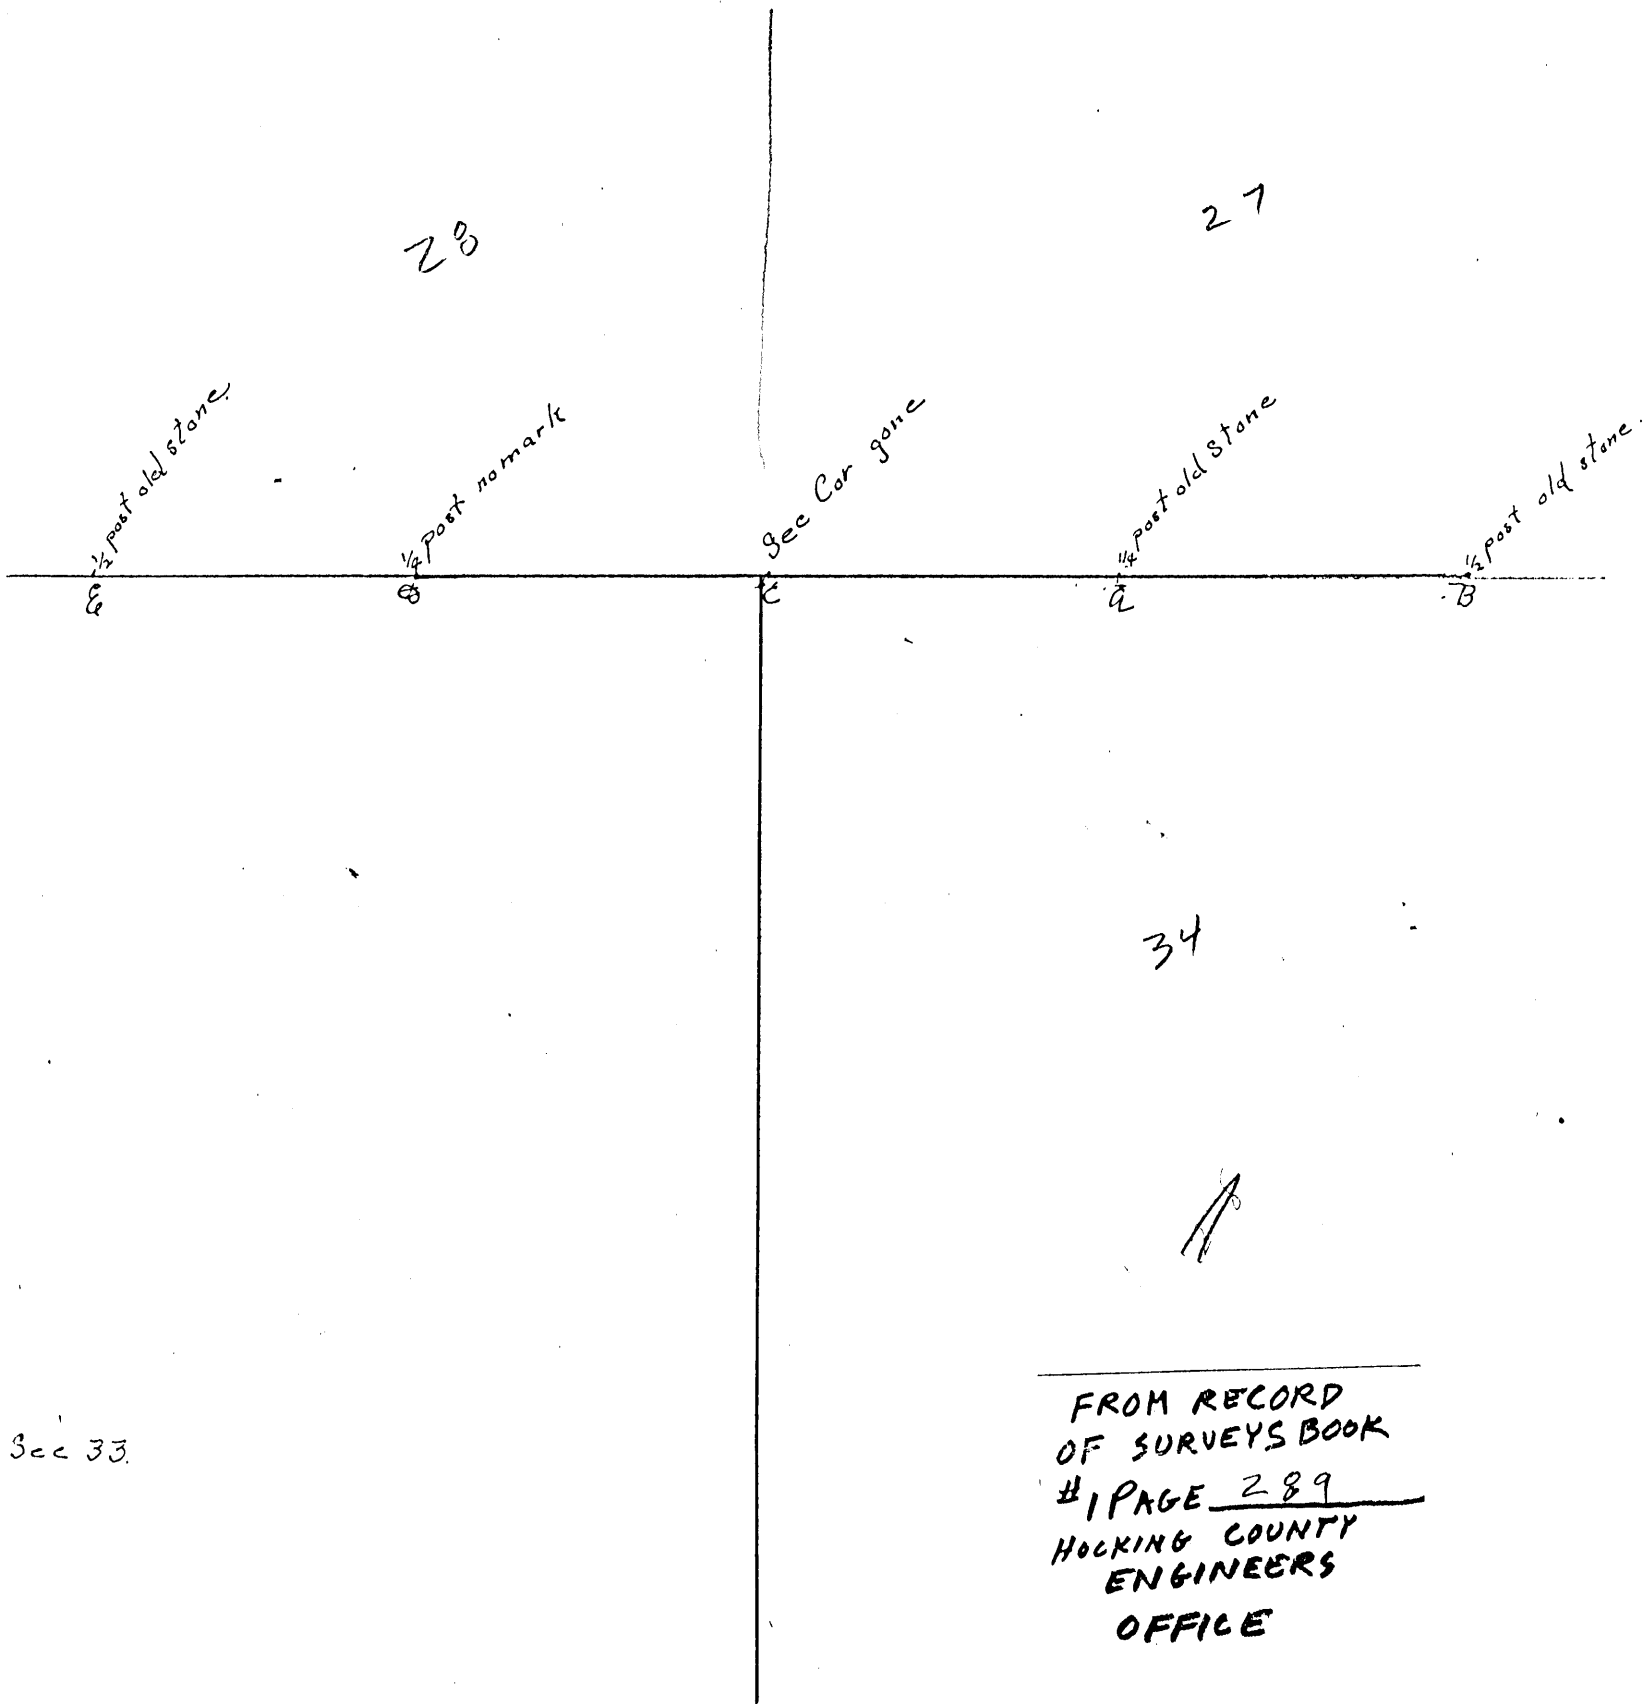 28
27
1/2 post old stone.
1/4 post no mark
Sec Cor gone
1/4 post old stone
1/2 post old stone.
E
D
C
A
B
34
Sec 33.
FROM RECORD
OF SURVEYS BOOK
#1 PAGE 289
HOCKING COUNTY
ENGINEERS
OFFICE